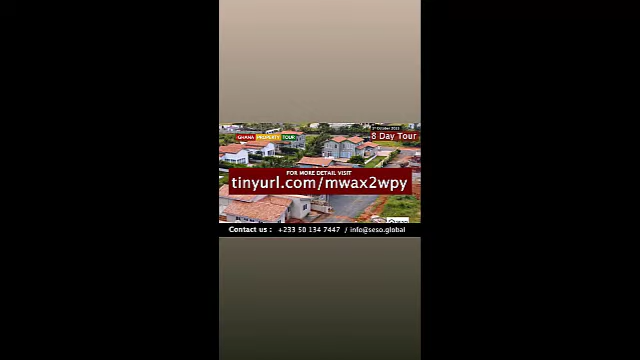 GHANA PROPERTY TOUR
8 Day Tour
FOR MORE DETAIL VISIT
tinyurl.com/mwax2wpy
Contact us : +233 50 134 7447 / info@seso.global